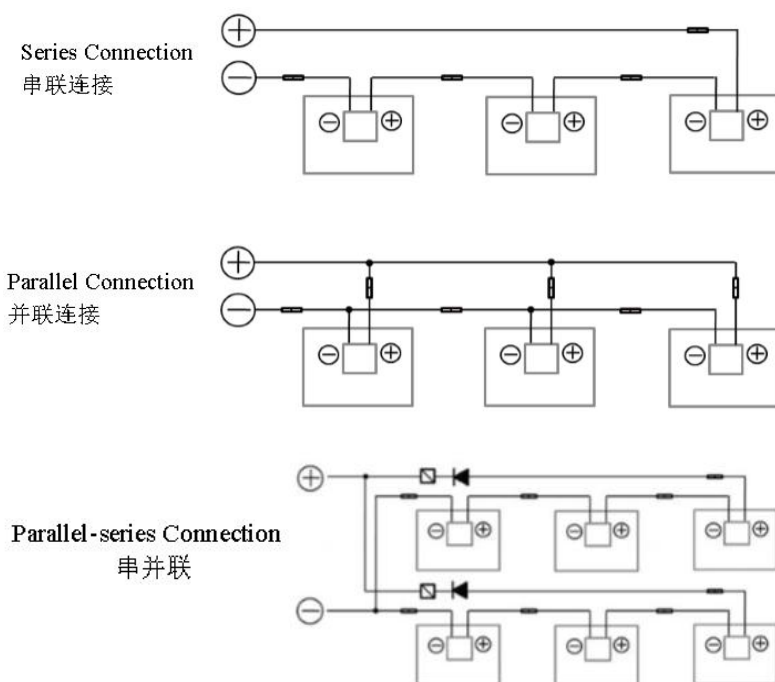 Series Connection
串联连接
Parallel Connection
并联连接
Parallel-series Connection
串并联